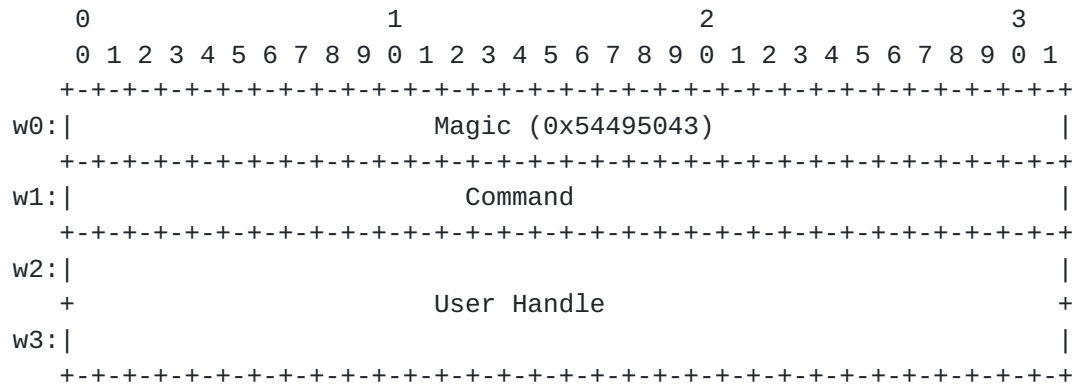 0                   1                   2                   3
0 1 2 3 4 5 6 7 8 9 0 1 2 3 4 5 6 7 8 9 0 1 2 3 4 5 6 7 8 9 0 1
+-+-+-+-+-+-+-+-+-+-+-+-+-+-+-+-+-+-+-+-+-+-+-+-+-+-+-+-+-+-+-+-+
w0:|                       Magic (0x54495043)                      |
+-+-+-+-+-+-+-+-+-+-+-+-+-+-+-+-+-+-+-+-+-+-+-+-+-+-+-+-+-+-+-+-+
w1:|                         Command                               |
+-+-+-+-+-+-+-+-+-+-+-+-+-+-+-+-+-+-+-+-+-+-+-+-+-+-+-+-+-+-+-+-+
w2:|                                                               |
+                       User Handle                             +
w3:|                                                               |
+-+-+-+-+-+-+-+-+-+-+-+-+-+-+-+-+-+-+-+-+-+-+-+-+-+-+-+-+-+-+-+-+